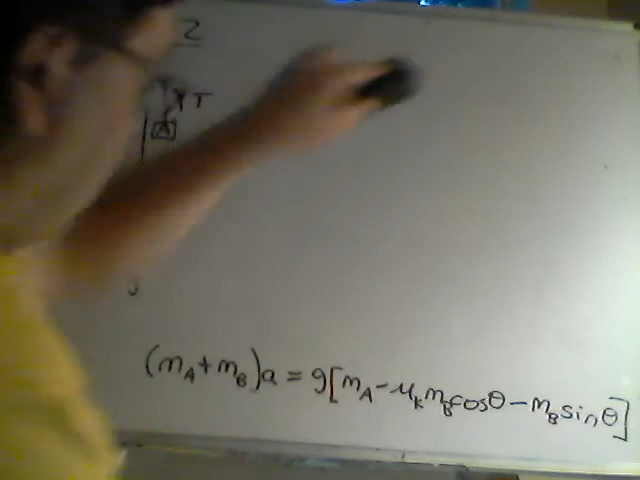 2
T
A
(m_A+m_B)a = g[m_A-μ_k m_B cosθ-m_B sinθ]